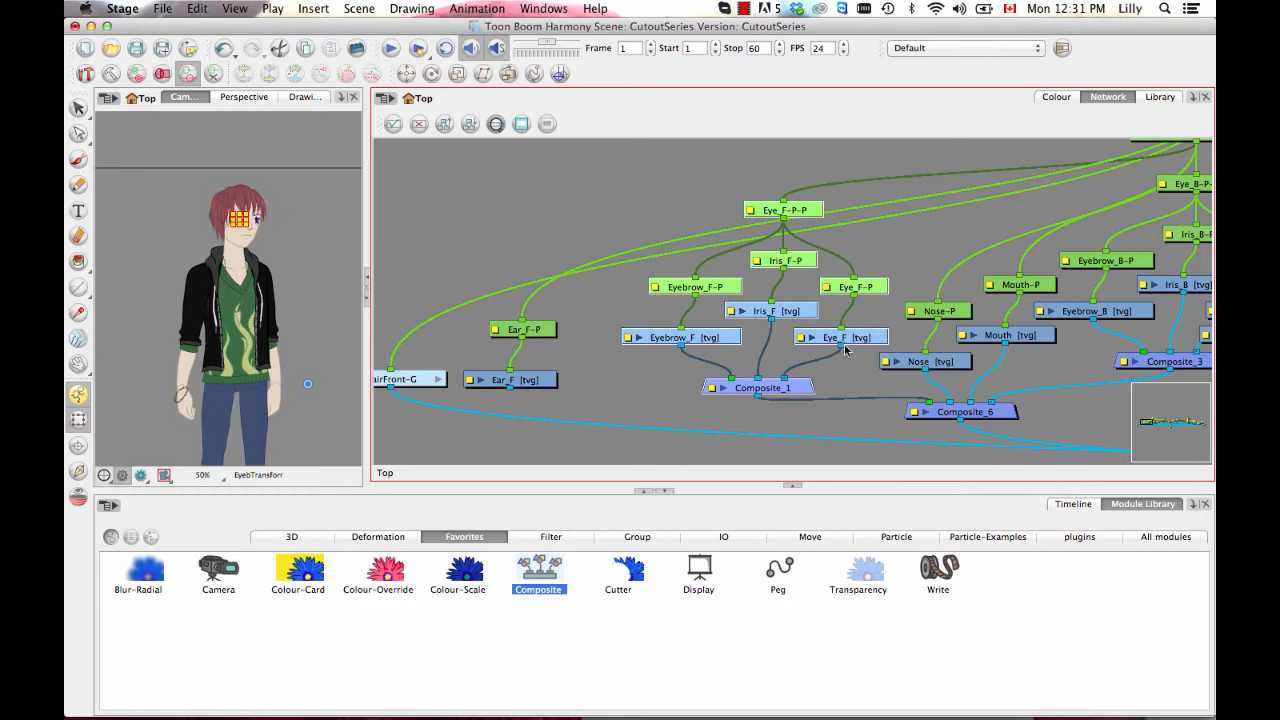 Stage File Edit View Play Insert Scene Drawing Animation Windows Help 5 Mon 12:31 PM Lilly
Toon Boom Harmony Scene: CutoutSeries Version: CutoutSeries
Frame 1 Start 1 Stop 60 FPS 24 Default
Top Cam... Perspective Drawi... Top Colour Network Library
Eye_B-P-
Eye_F-P-P
Iris_B-P
Iris_F-P Eyebrow_B-P
Eyebrow_F-P Eye_F-P Mouth-P Iris_B [tvg]
Iris_F [tvg] Nose-P Eyebrow_B [tvg]
Ear_F-P
Eyebrow_F [tvg] Eye_F [tvg] Mouth [tvg]
Nose [tvg] Composite_3
airFront-G Ear_F [tvg]
Composite_1
Composite_6
50% EyebTransforr Top
Timeline Module Library
3D Deformation Favorites Filter Group IO Move Particle Particle-Examples plugins All modules
Blur-Radial Camera Colour-Card Colour-Override Colour-Scale Composite Cutter Display Peg Transparency Write